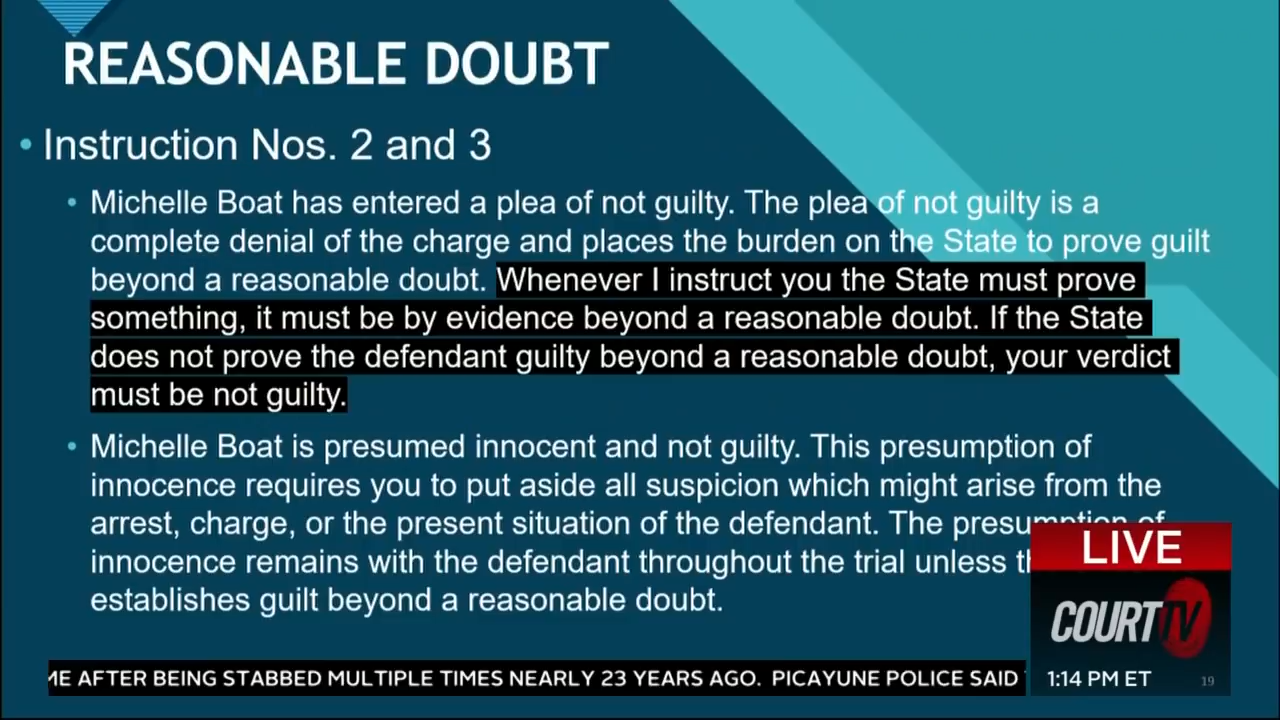 REASONABLE DOUBT
• Instruction Nos. 2 and 3
• Michelle Boat has entered a plea of not guilty. The plea of not guilty is a
complete denial of the charge and places the burden on the State to prove guilt
beyond a reasonable doubt. Whenever I instruct you the State must prove
something, it must be by evidence beyond a reasonable doubt. If the State
does not prove the defendant guilty beyond a reasonable doubt, your verdict
must be not guilty.
• Michelle Boat is presumed innocent and not guilty. This presumption of
innocence requires you to put aside all suspicion which might arise from the
arrest, charge, or the present situation of the defendant. The presumption of
innocence remains with the defendant throughout the trial unless
establishes guilt beyond a reasonable doubt.
LIVE
COURT TV
AFTER BEING STABBED MULTIPLE TIMES NEARLY 23 YEARS AGO. PICAYUNE POLICE SAID
1:14 PM ET
19